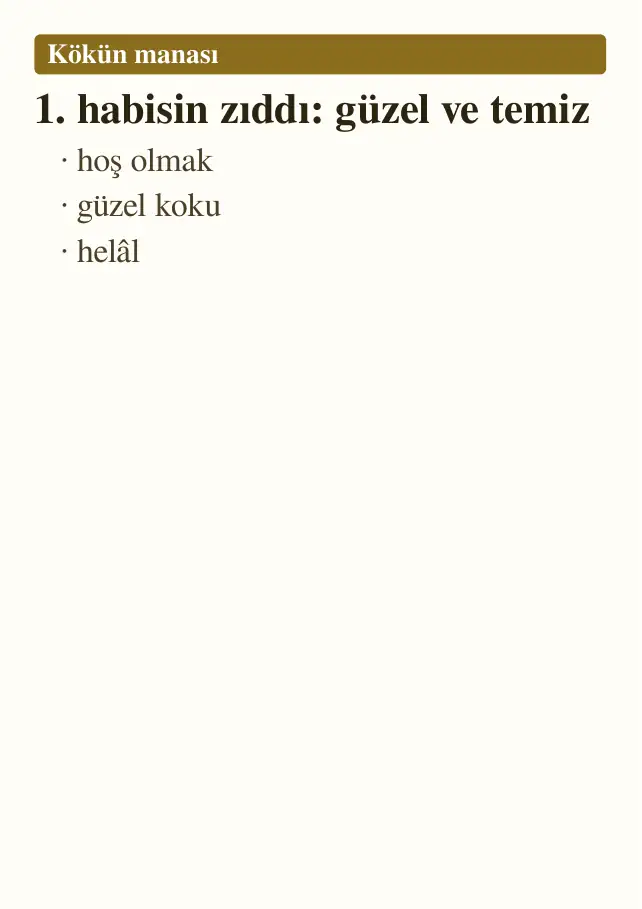 Kökün manası
1. habisin zıddı: güzel ve temiz
· hoş olmak
· güzel koku
· helâl